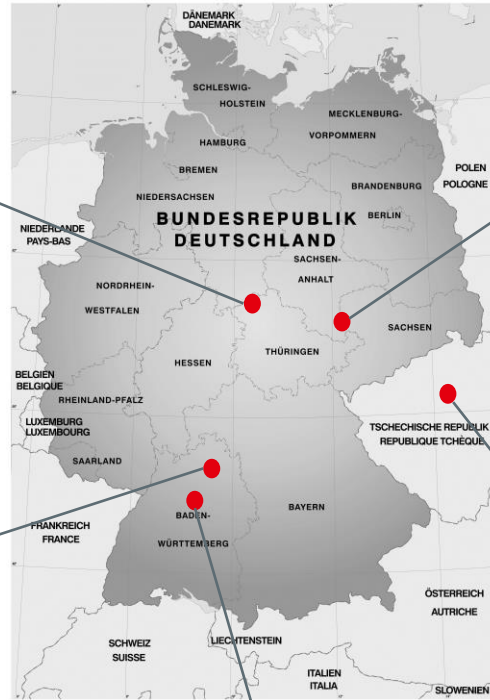 DÄNEMARK
DANEMARK
SCHLESWIG-
HOLSTEIN
MECKLENBURG-
VORPOMMERN
HAMBURG
BREMEN
NIEDERSACHSEN
BRANDENBURG
BERLIN
POLEN
POLOGNE
BUNDESREPUBLIK
DEUTSCHLAND
NIEDERLANDE
PAYS-BAS
SACHSEN-
ANHALT
NORDRHEIN-
WESTFALEN
SACHSEN
THÜRINGEN
HESSEN
BELGIEN
BELGIQUE
RHEINLAND-PFALZ
LUXEMBURG
LUXEMBOURG
TSCHECHISCHE REPUBLIK
REPUBLIQUE TCHÈQUE
SAARLAND
BADEN-
WÜRTTEMBERG
BAYERN
FRANKREICH
FRANCE
ÖSTERREICH
AUTRICHE
SCHWEIZ
SUISSE
LIECHTENSTEIN
ITALIEN
ITALIA
SLOWENIEN